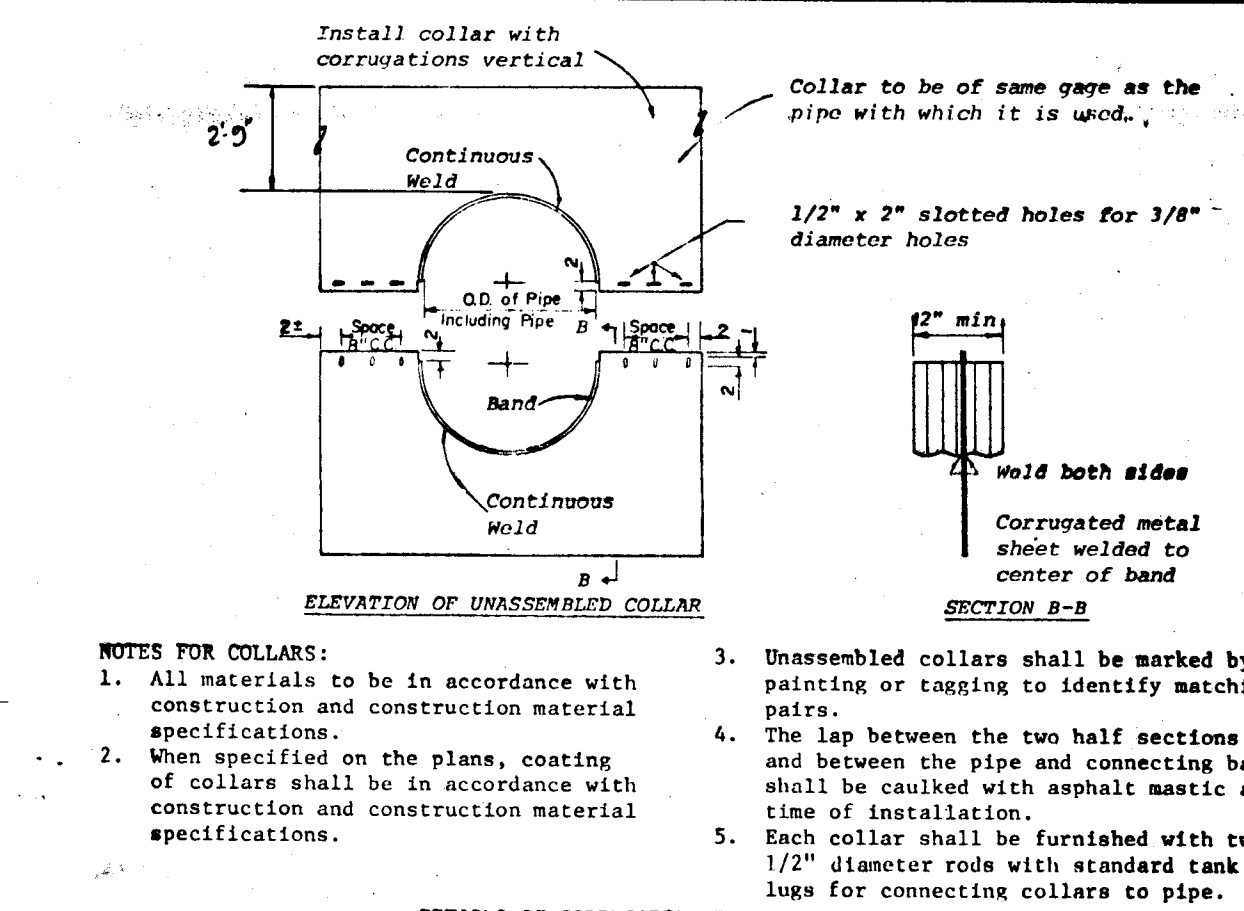 Install collar with
corrugations vertical
Collar to be of same gage as the
pipe with which it is used.
2'-9"
Continuous
Weld
1/2" x 2" slotted holes for 3/8"
diameter holes
2
O.D. of Pipe
Including Pipe
B
2±
Space
8" C.C.
2
Space
8" C.C.
2
1
2
Band
Continuous
Weld
B
ELEVATION OF UNASSEMBLED COLLAR
12" min.
Weld both sides
Corrugated metal
sheet welded to
center of band
SECTION B-B
NOTES FOR COLLARS:
1. All materials to be in accordance with
construction and construction material
specifications.
2. When specified on the plans, coating
of collars shall be in accordance with
construction and construction material
specifications.
3. Unassembled collars shall be marked by
painting or tagging to identify matchi
pairs.
4. The lap between the two half sections
and between the pipe and connecting ba
shall be caulked with asphalt mastic a
time of installation.
5. Each collar shall be furnished with tw
1/2" diameter rods with standard tank
lugs for connecting collars to pipe.